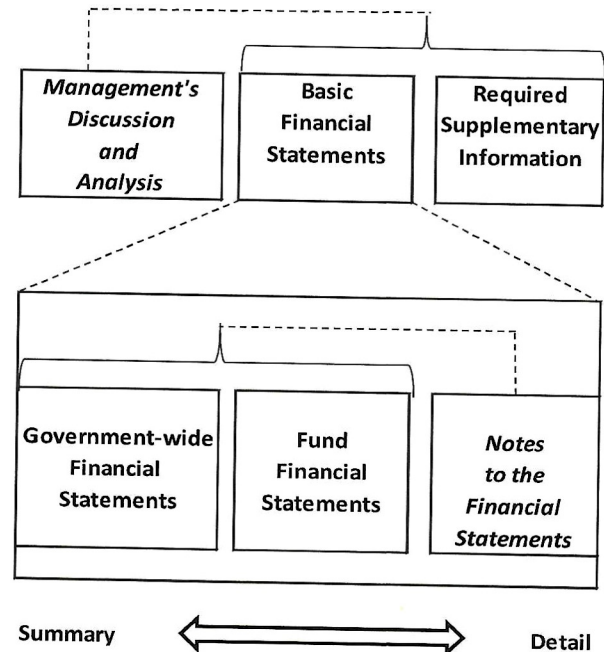 Management's
Discussion
and
Analysis
Basic
Financial
Statements
Required
Supplementary
Information
Government-wide
Financial
Statements
Fund
Financial
Statements
Notes
to the
Financial
Statements
Summary
Detail